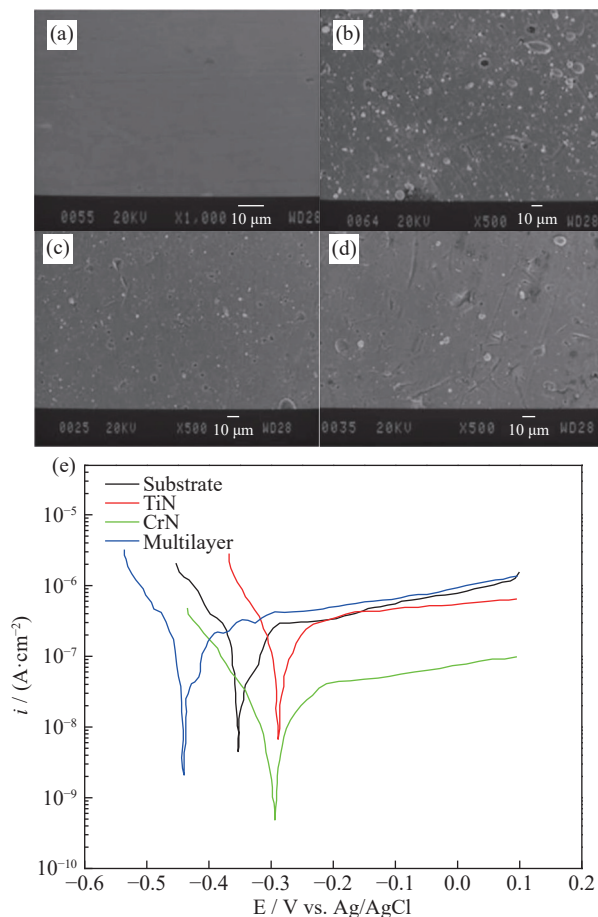 (a)
0055 20KV X1,000 10 μm WD28
(b)
0064 20KV X500 10 μm WD28
(c)
0025 20KV X500 10 μm WD28
(d)
0035 20KV X500 10 μm WD28
(e)
Substrate
TiN
CrN
Multilayer
i / (A·cm⁻²)
10⁻⁵
10⁻⁶
10⁻⁷
10⁻⁸
10⁻⁹
10⁻¹⁰
−0.6 −0.5 −0.4 −0.3 −0.2 −0.1 0.0 0.1 0.2
E / V vs. Ag/AgCl